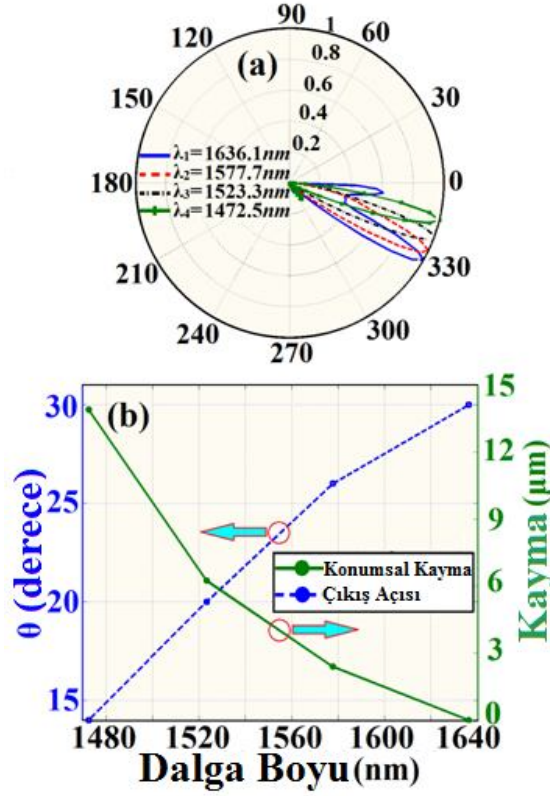 90
120
60
1
0.8
(a)
0.6
150
0.4
30
0.2
λ₁=1636.1nm
λ₂=1577.7nm
180
λ₃=1523.3nm
0
λ₄=1472.5nm
210
330
240
300
270
(b)
θ (derece)
30
25
20
15
15
12
9
6
3
0
Kayma (μm)
Konumsal Kayma
Çıkış Açısı
1480 1520 1560 1600 1640
Dalga Boyu (nm)